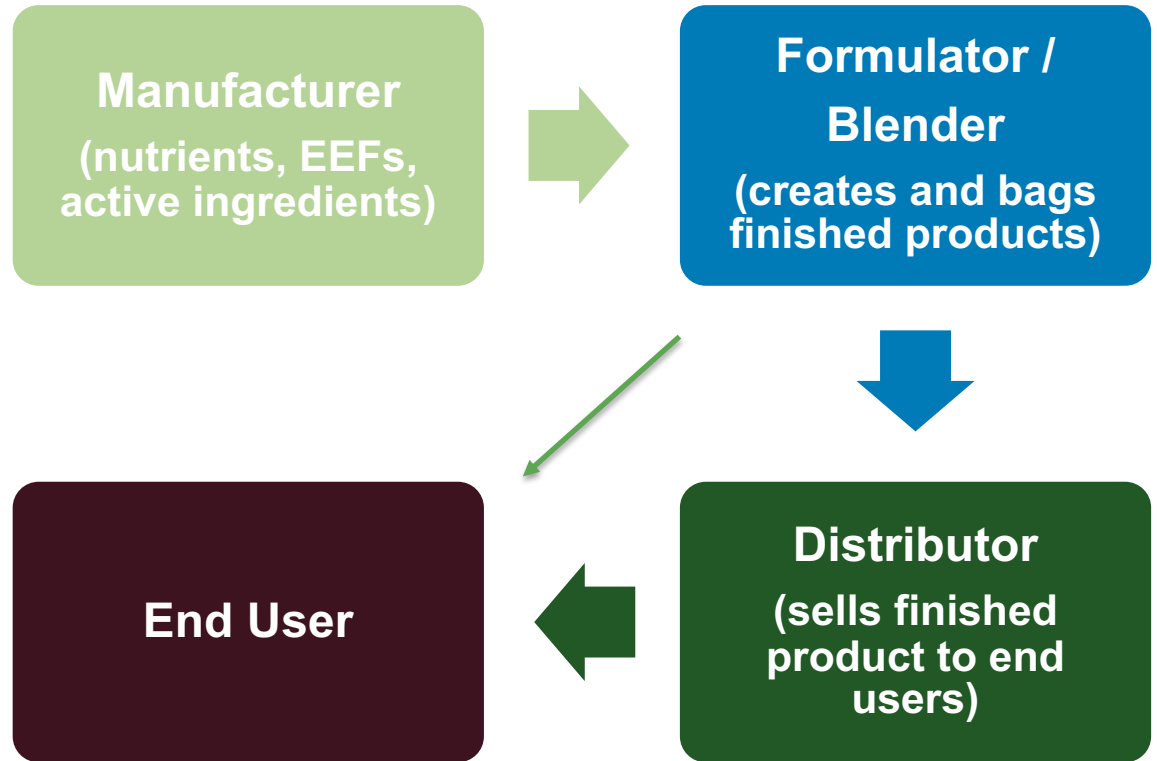 Manufacturer
(nutrients, EEFs,
active ingredients)
Formulator /
Blender
(creates and bags
finished products)
Distributor
(sells finished
product to end
users)
End User